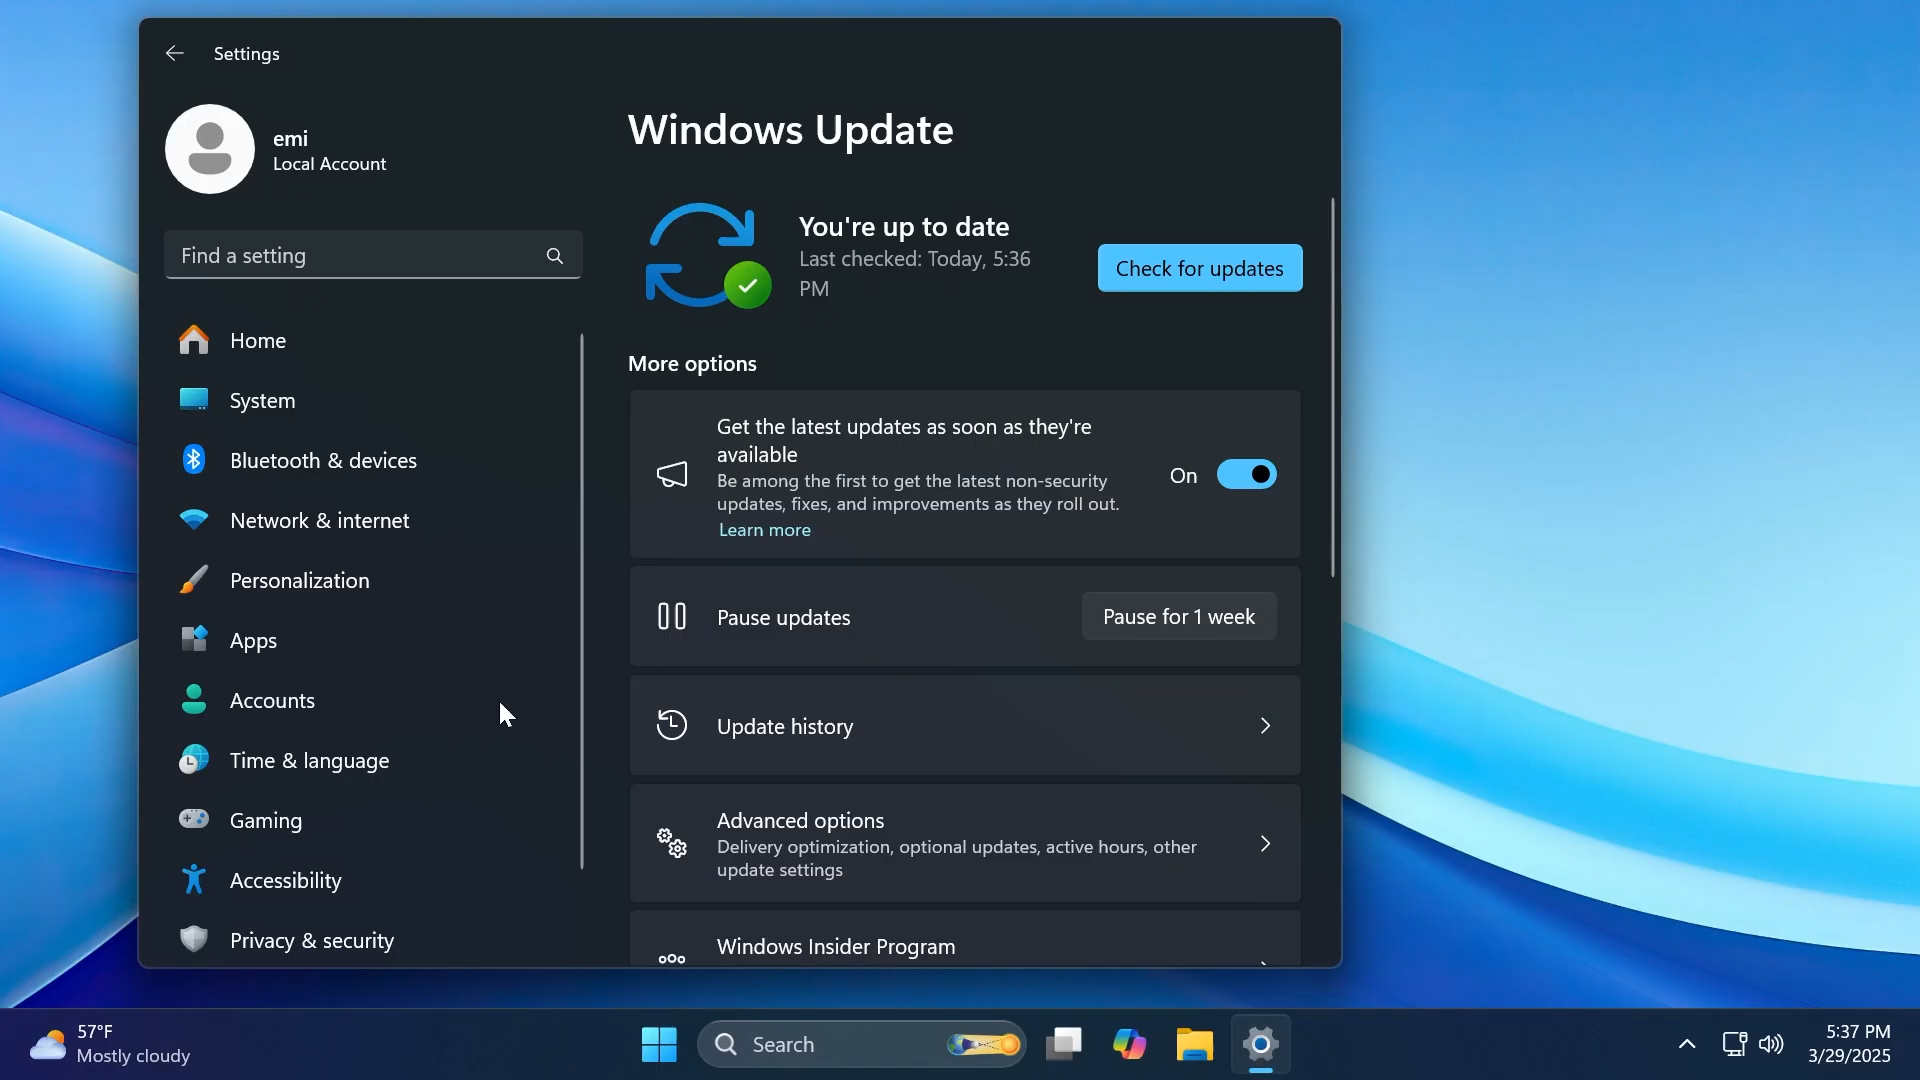 Settings
emi
Local Account
Find a setting
Home
System
Bluetooth & devices
Network & internet
Personalization
Apps
Accounts
Time & language
Gaming
Accessibility
Privacy & security
Windows Update
You're up to date
Last checked: Today, 5:36
PM
Check for updates
More options
Get the latest updates as soon as they're
available
Be among the first to get the latest non-security
updates, fixes, and improvements as they roll out.
Learn more
On
Pause updates
Pause for 1 week
Update history
Advanced options
Delivery optimization, optional updates, active hours, other
update settings
Windows Insider Program
57°F
Mostly cloudy
Search
5:37 PM
3/29/2025